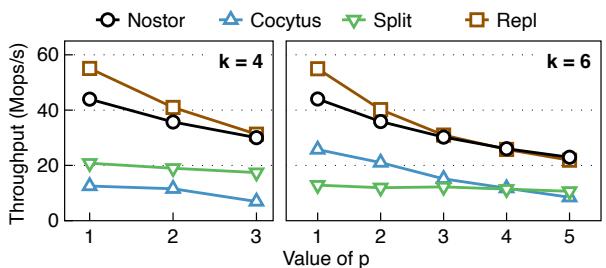 Nostor Cocytus Split Repl
Throughput (Mops/s)
60
40
20
0
k = 4
k = 6
1 2 3
1 2 3 4 5
Value of p